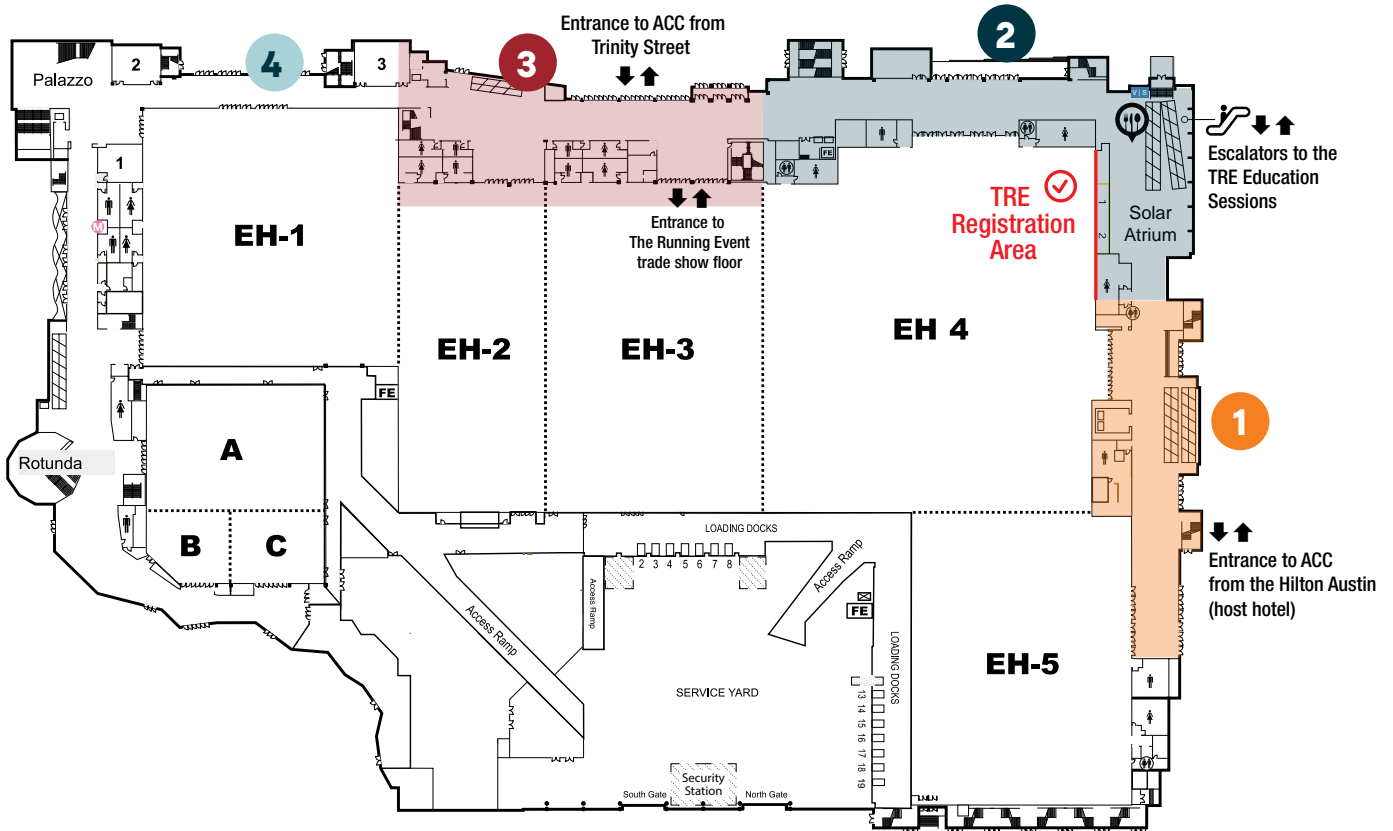 Entrance to ACC from
Trinity Street
2
3
4
3
2
Palazzo
V|S
Escalators to the
TRE Education
Sessions
FE
1
TRE
Registration
Area
1
2
Solar
Atrium
M
EH-1
Entrance to
The Running Event
trade show floor
EH-2
EH-3
EH 4
FE
1
A
Rotunda
B
C
LOADING DOCKS
2 3 4 5 6 7 8
Access Ramp
Access Ramp
Access Ramp
FE
LOADING DOCKS
Entrance to ACC
from the Hilton Austin
(host hotel)
EH-5
SERVICE YARD
13
14
15
16
17
18
19
Security
Station
South Gate
North Gate